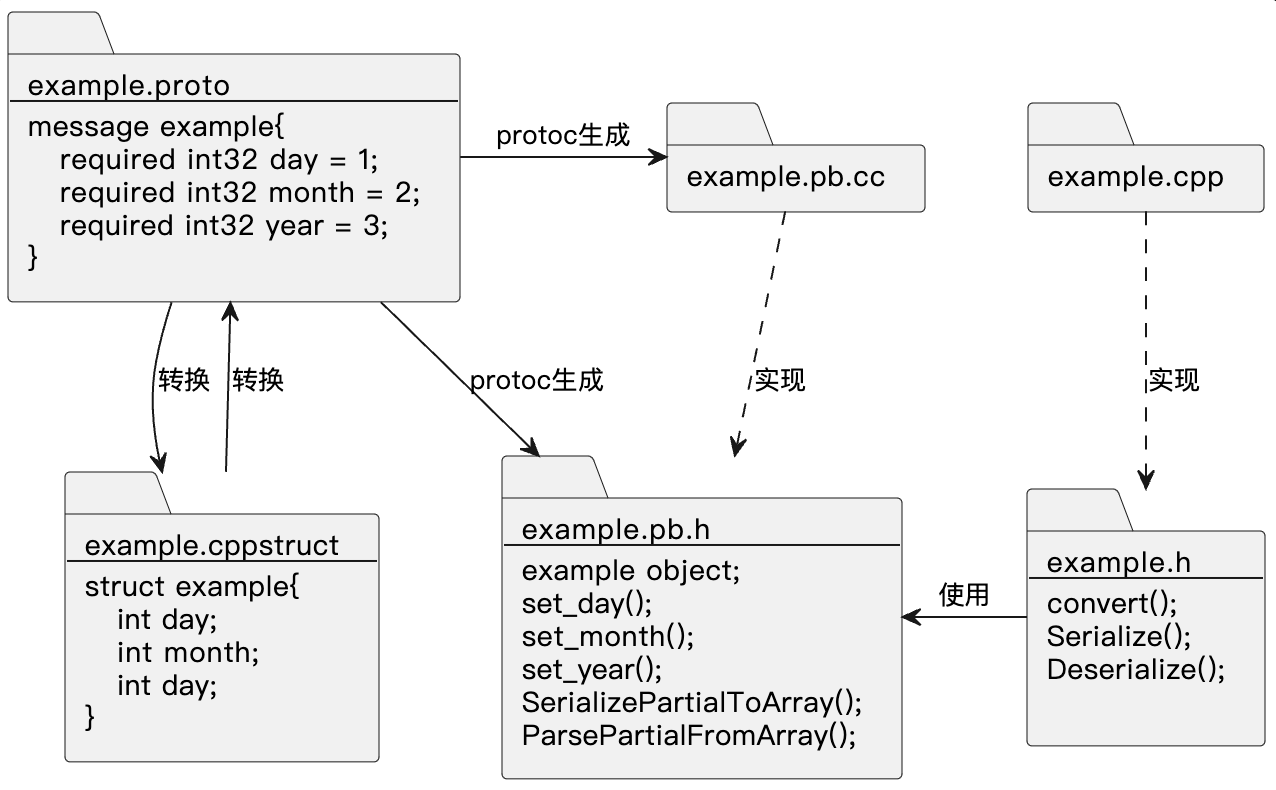 example.proto
message example{
    required int32 day = 1;
    required int32 month = 2;
    required int32 year = 3;
}
protoc生成
example.pb.cc
example.cpp
转换
转换
protoc生成
实现
实现
example.cppstruct
struct example{
    int day;
    int month;
    int day;
}
example.pb.h
example object;
set_day();
set_month();
set_year();
SerializePartialToArray();
ParsePartialFromArray();
使用
example.h
convert();
Serialize();
Deserialize();